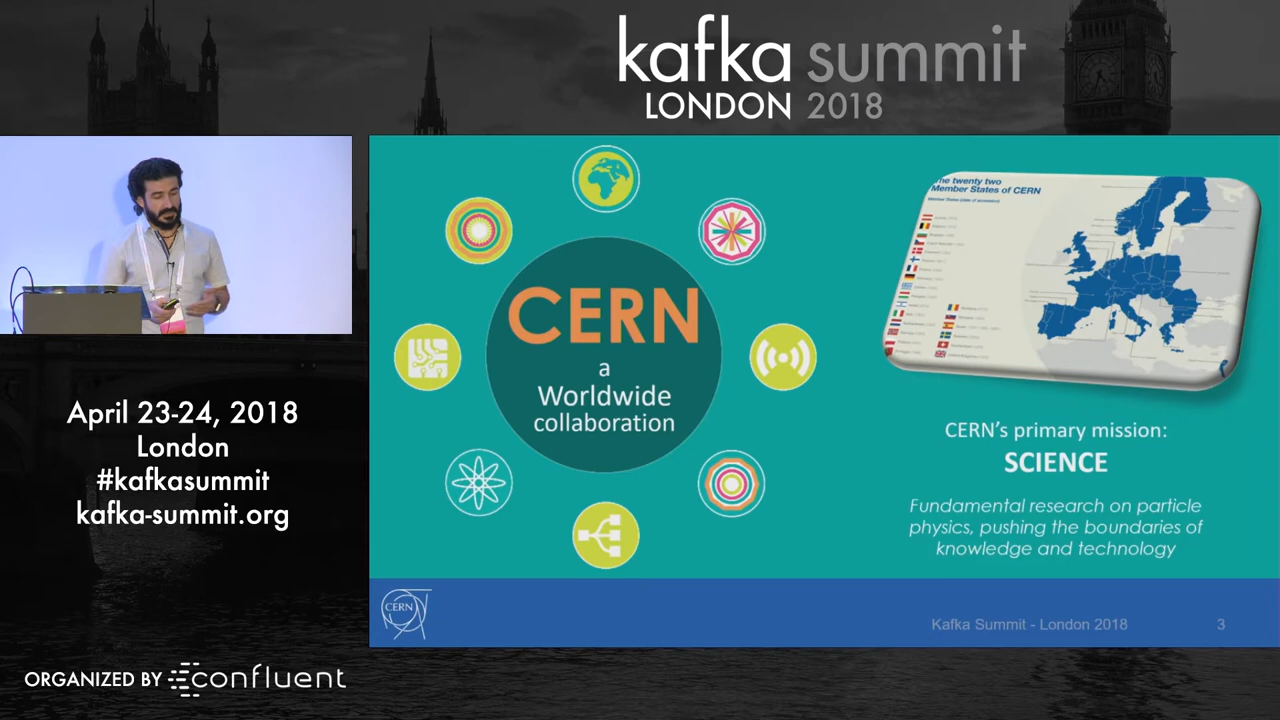 kafka summit
LONDON 2018
April 23-24, 2018
London
#kafkasummit
kafka-summit.org
ORGANIZED BY confluent
CERN
a
Worldwide
collaboration
The twenty two
Member States of CERN
CERN's primary mission:
SCIENCE
Fundamental research on particle
physics, pushing the boundaries of
knowledge and technology
CERN
Kafka Summit - London 2018
3